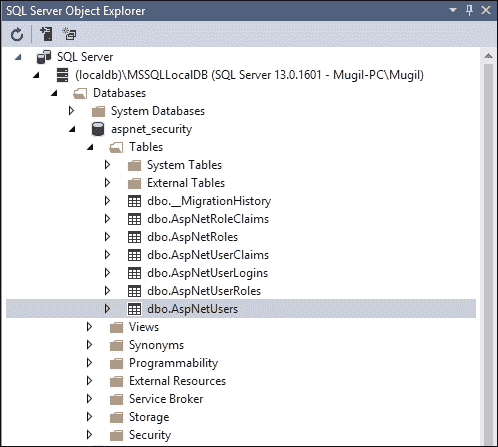 SQL Server Object Explorer
SQL Server
(localdb)\MSSQLLocalDB (SQL Server 13.0.1601 - Mugil-PC\Mugil)
Databases
System Databases
aspnet_security
Tables
System Tables
External Tables
dbo.__MigrationHistory
dbo.AspNetRoleClaims
dbo.AspNetRoles
dbo.AspNetUserClaims
dbo.AspNetUserLogins
dbo.AspNetUserRoles
dbo.AspNetUsers
Views
Synonyms
Programmability
External Resources
Service Broker
Storage
Security